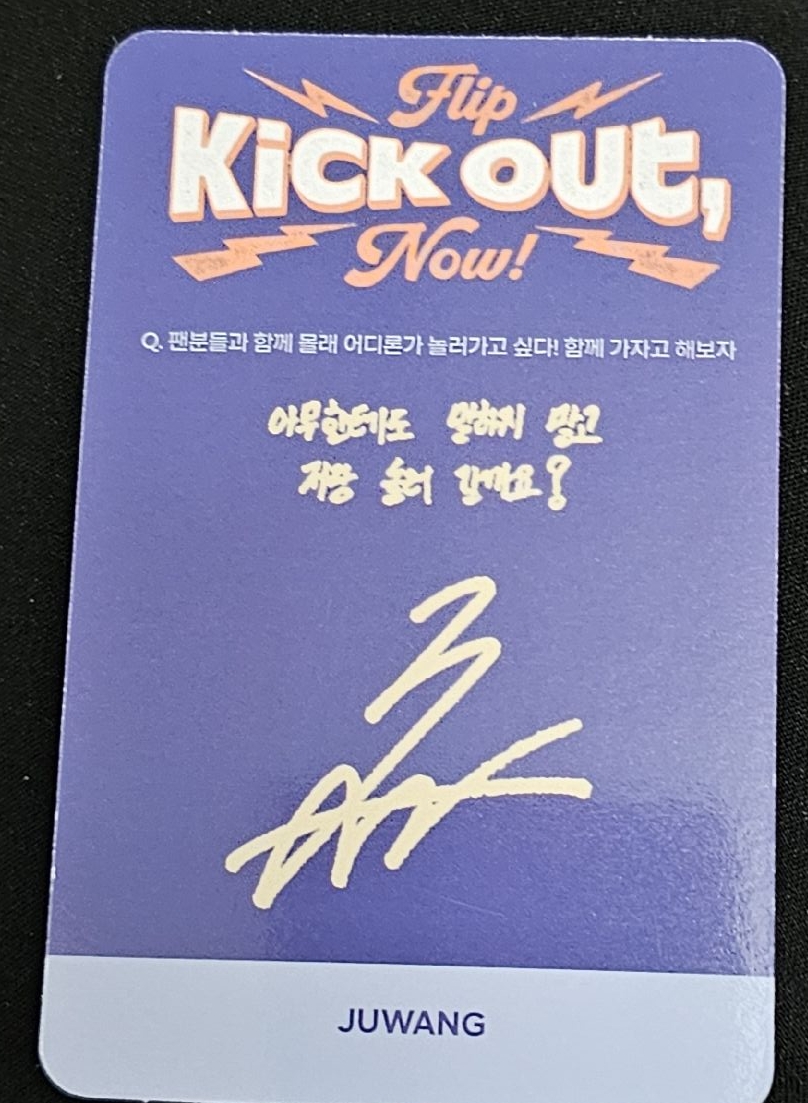 Flip
KicK OUt,
Now!
Q. 팬분들과 함께 몰래 어디론가 놀러가고 싶다! 함께 가자고 해보자
아무한테도 말하지 말고
저랑 놀러 갈까요?
JUWANG